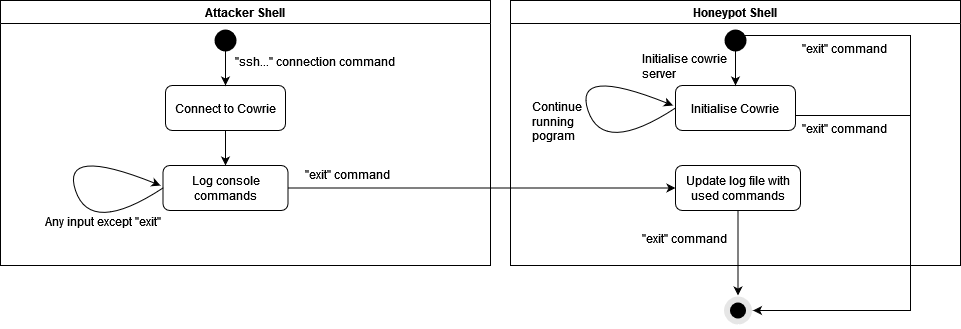 Attacker Shell
"ssh..." connection command
Connect to Cowrie
Log console
commands
Any input except "exit"
"exit" command
Honeypot Shell
"exit" command
Initialise cowrie
server
Continue
running
pogram
Initialise Cowrie
"exit" command
Update log file with
used commands
"exit" command